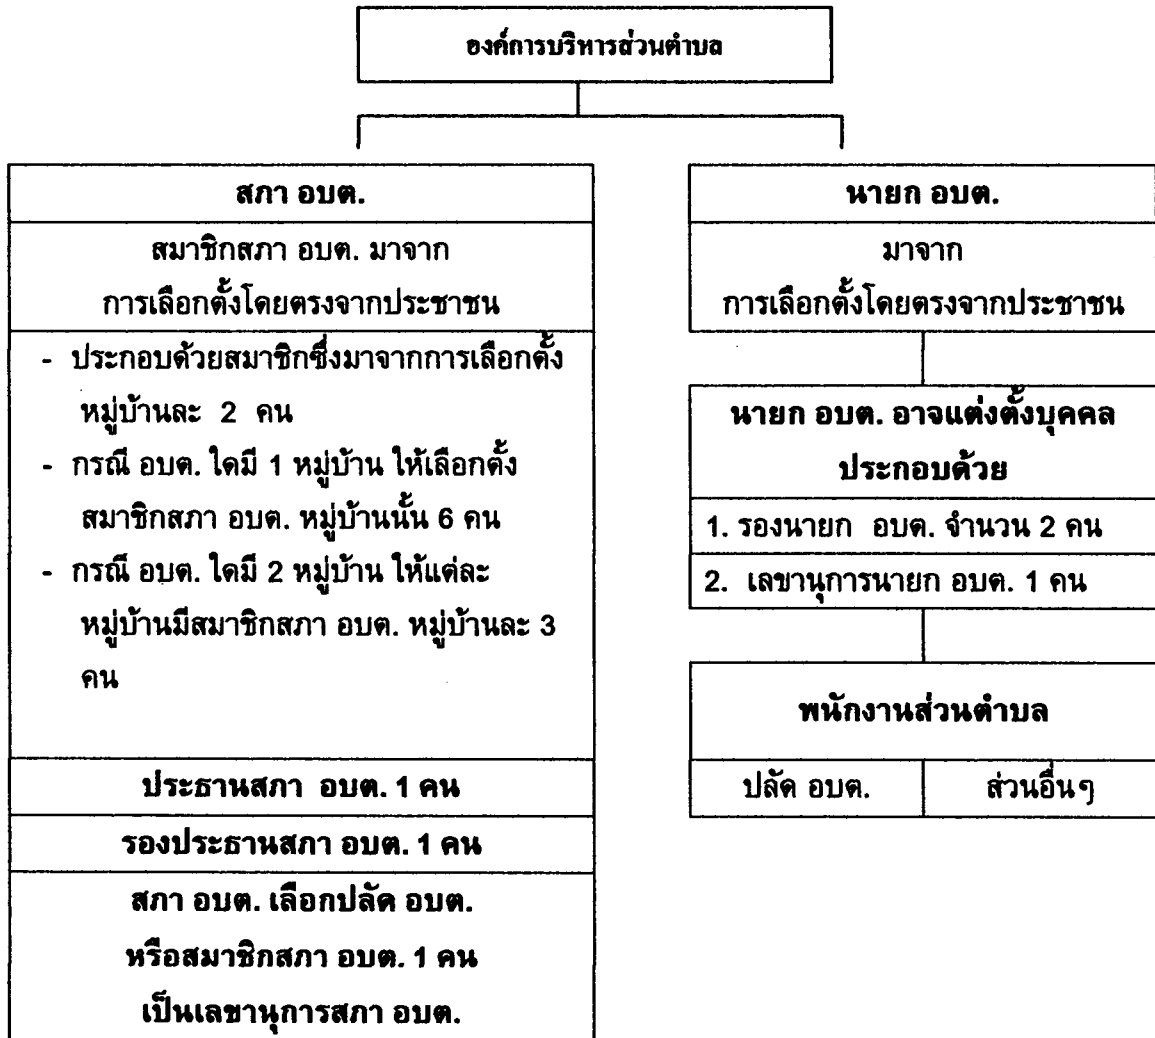 องค์การบริหารส่วนตำบล
สภา อบต.
สมาชิกสภา อบต. มาจาก
การเลือกตั้งโดยตรงจากประชาชน
- ประกอบด้วยสมาชิกซึ่งมาจากการเลือกตั้ง
หมู่บ้านละ 2 คน
- กรณี อบต. ใดมี 1 หมู่บ้าน ให้เลือกตั้ง
สมาชิกสภา อบต. หมู่บ้านนั้น 6 คน
- กรณี อบต. ใดมี 2 หมู่บ้าน ให้แต่ละ
หมู่บ้านมีสมาชิกสภา อบต. หมู่บ้านละ 3
คน
ประธานสภา อบต. 1 คน
รองประธานสภา อบต. 1 คน
สภา อบต. เลือกปลัด อบต.
หรือสมาชิกสภา อบต. 1 คน
เป็นเลขานุการสภา อบต.
นายก อบต.
มาจาก
การเลือกตั้งโดยตรงจากประชาชน
นายก อบต. อาจแต่งตั้งบุคคล
ประกอบด้วย
1. รองนายก อบต. จำนวน 2 คน
2. เลขานุการนายก อบต. 1 คน
พนักงานส่วนตำบล
ปลัด อบต.
ส่วนอื่นๆ